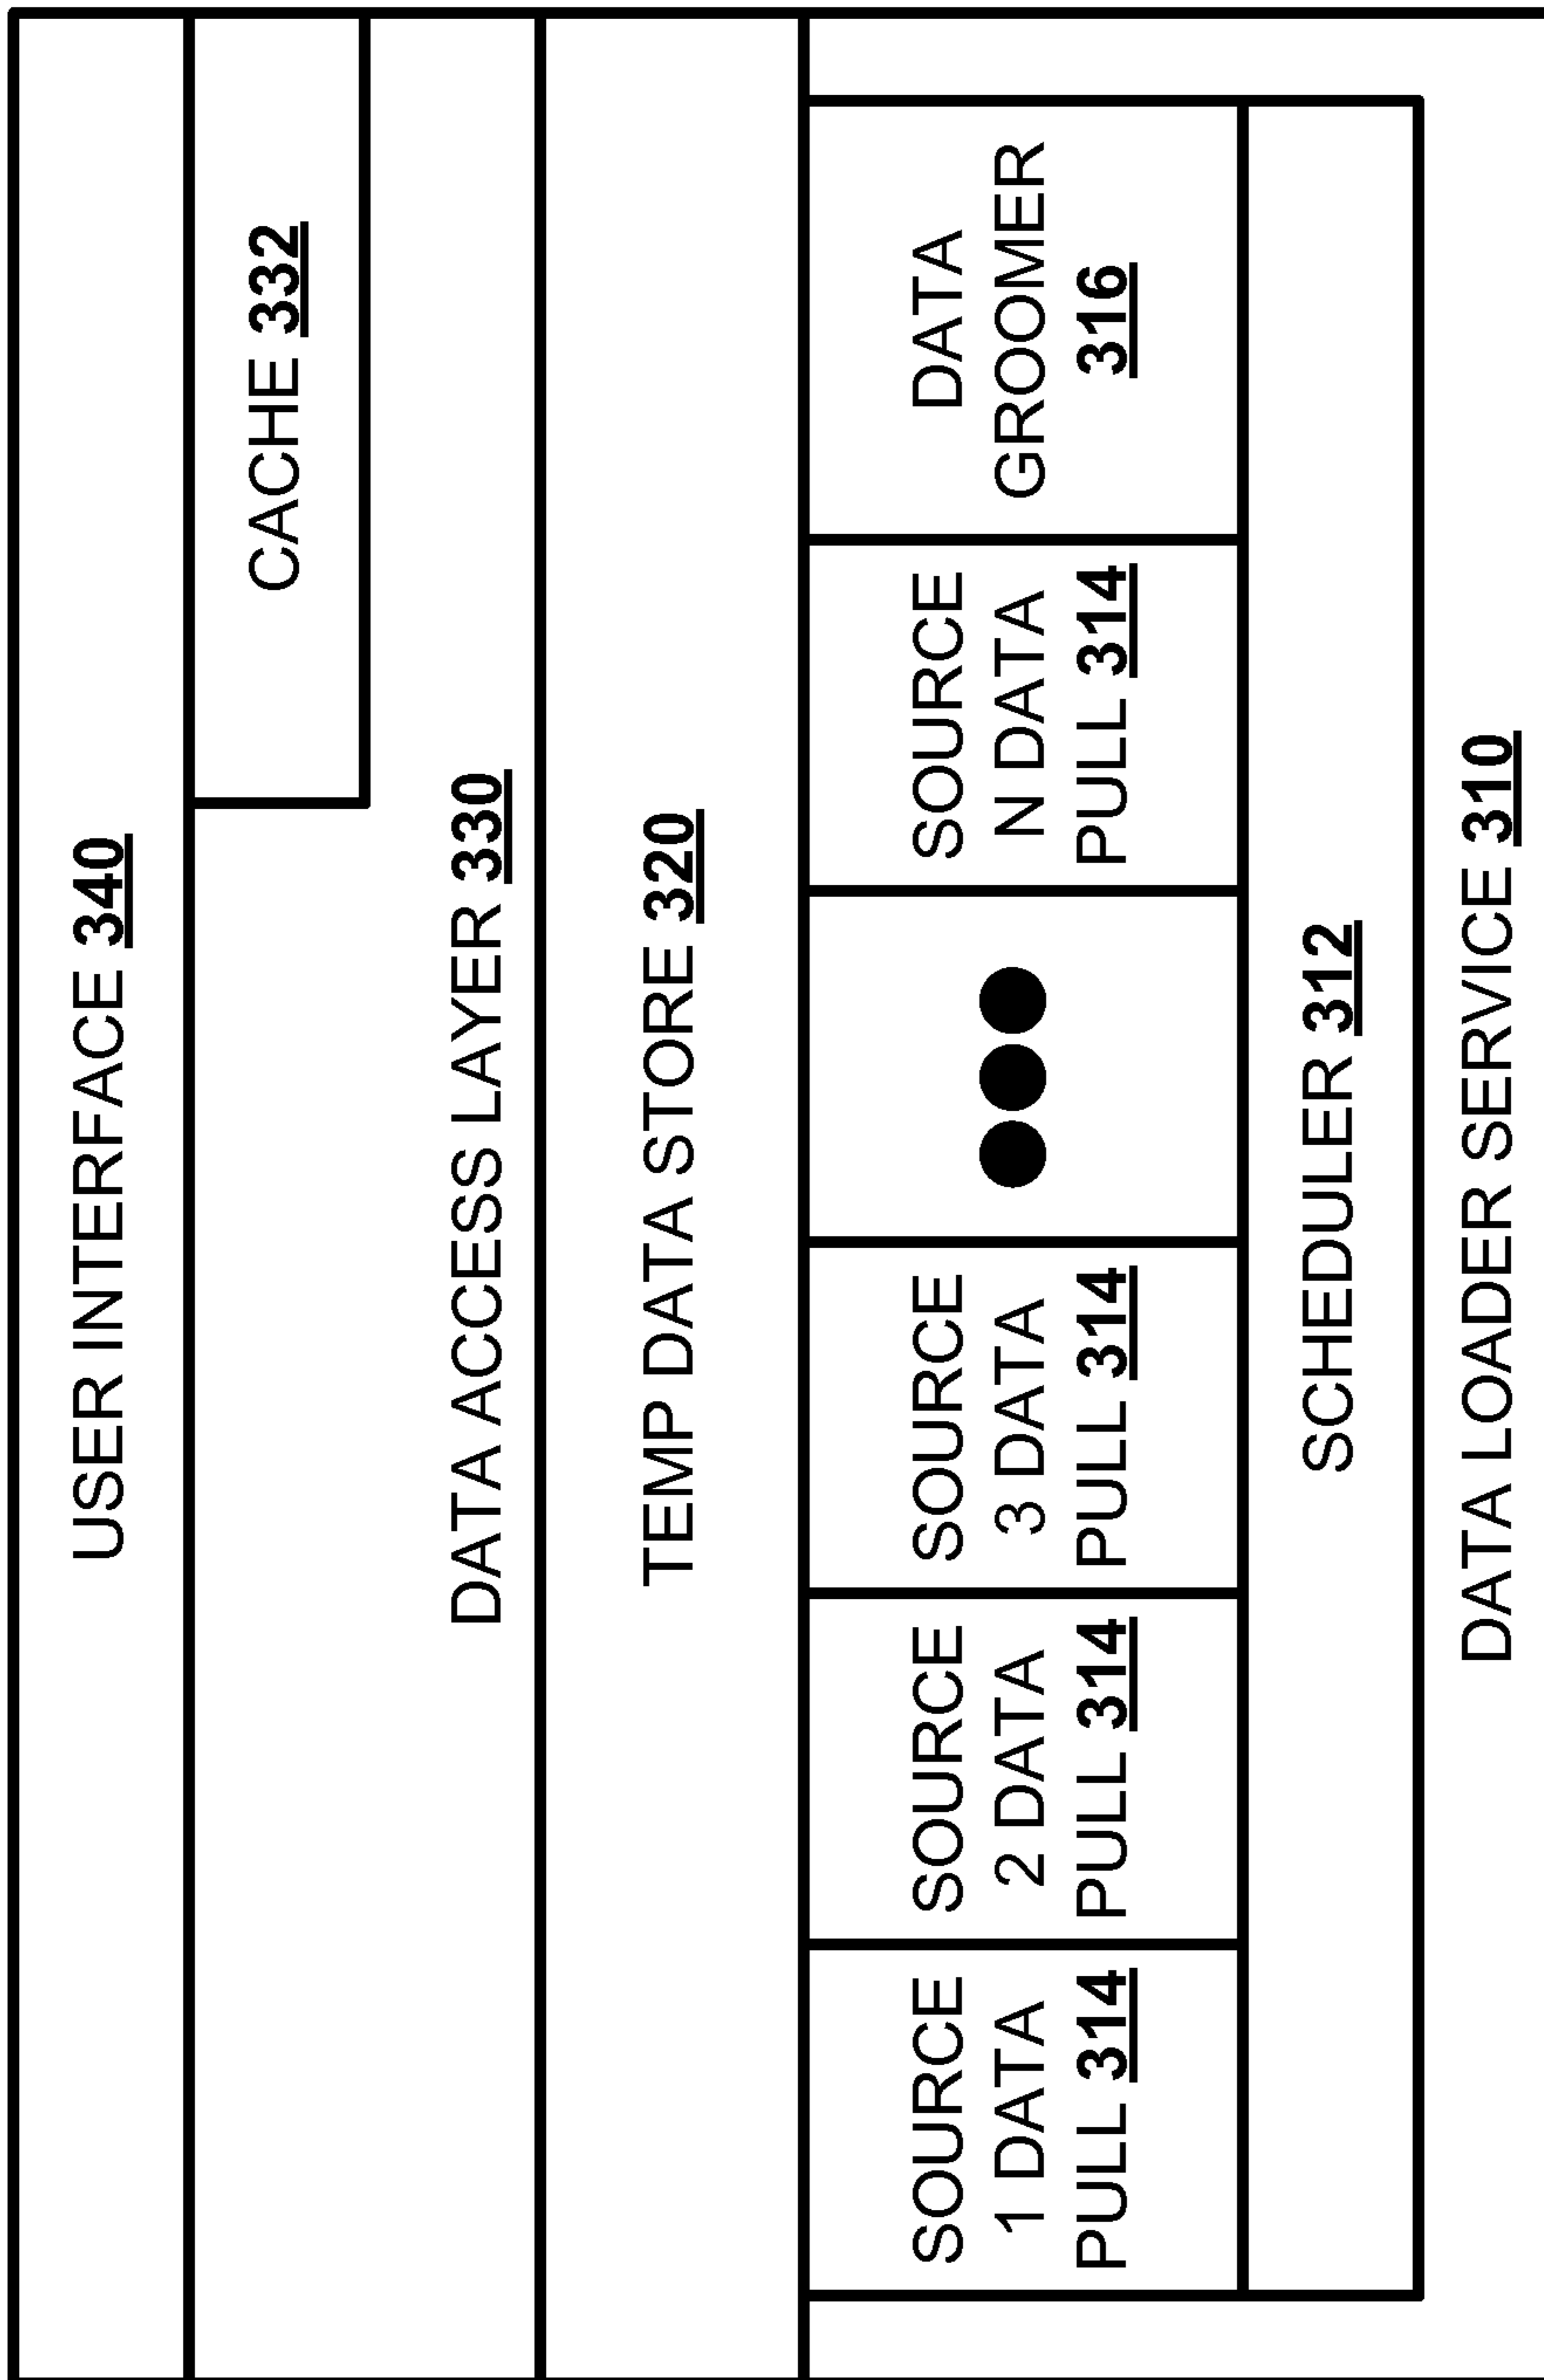 USER INTERFACE 340
CACHE 332
DATA ACCESS LAYER 330
TEMP DATA STORE 320
SOURCE
1 DATA
PULL 314
SOURCE
2 DATA
PULL 314
SOURCE
3 DATA
PULL 314
SOURCE
N DATA
PULL 314
DATA
GROOMER
316
SCHEDULER 312
DATA LOADER SERVICE 310